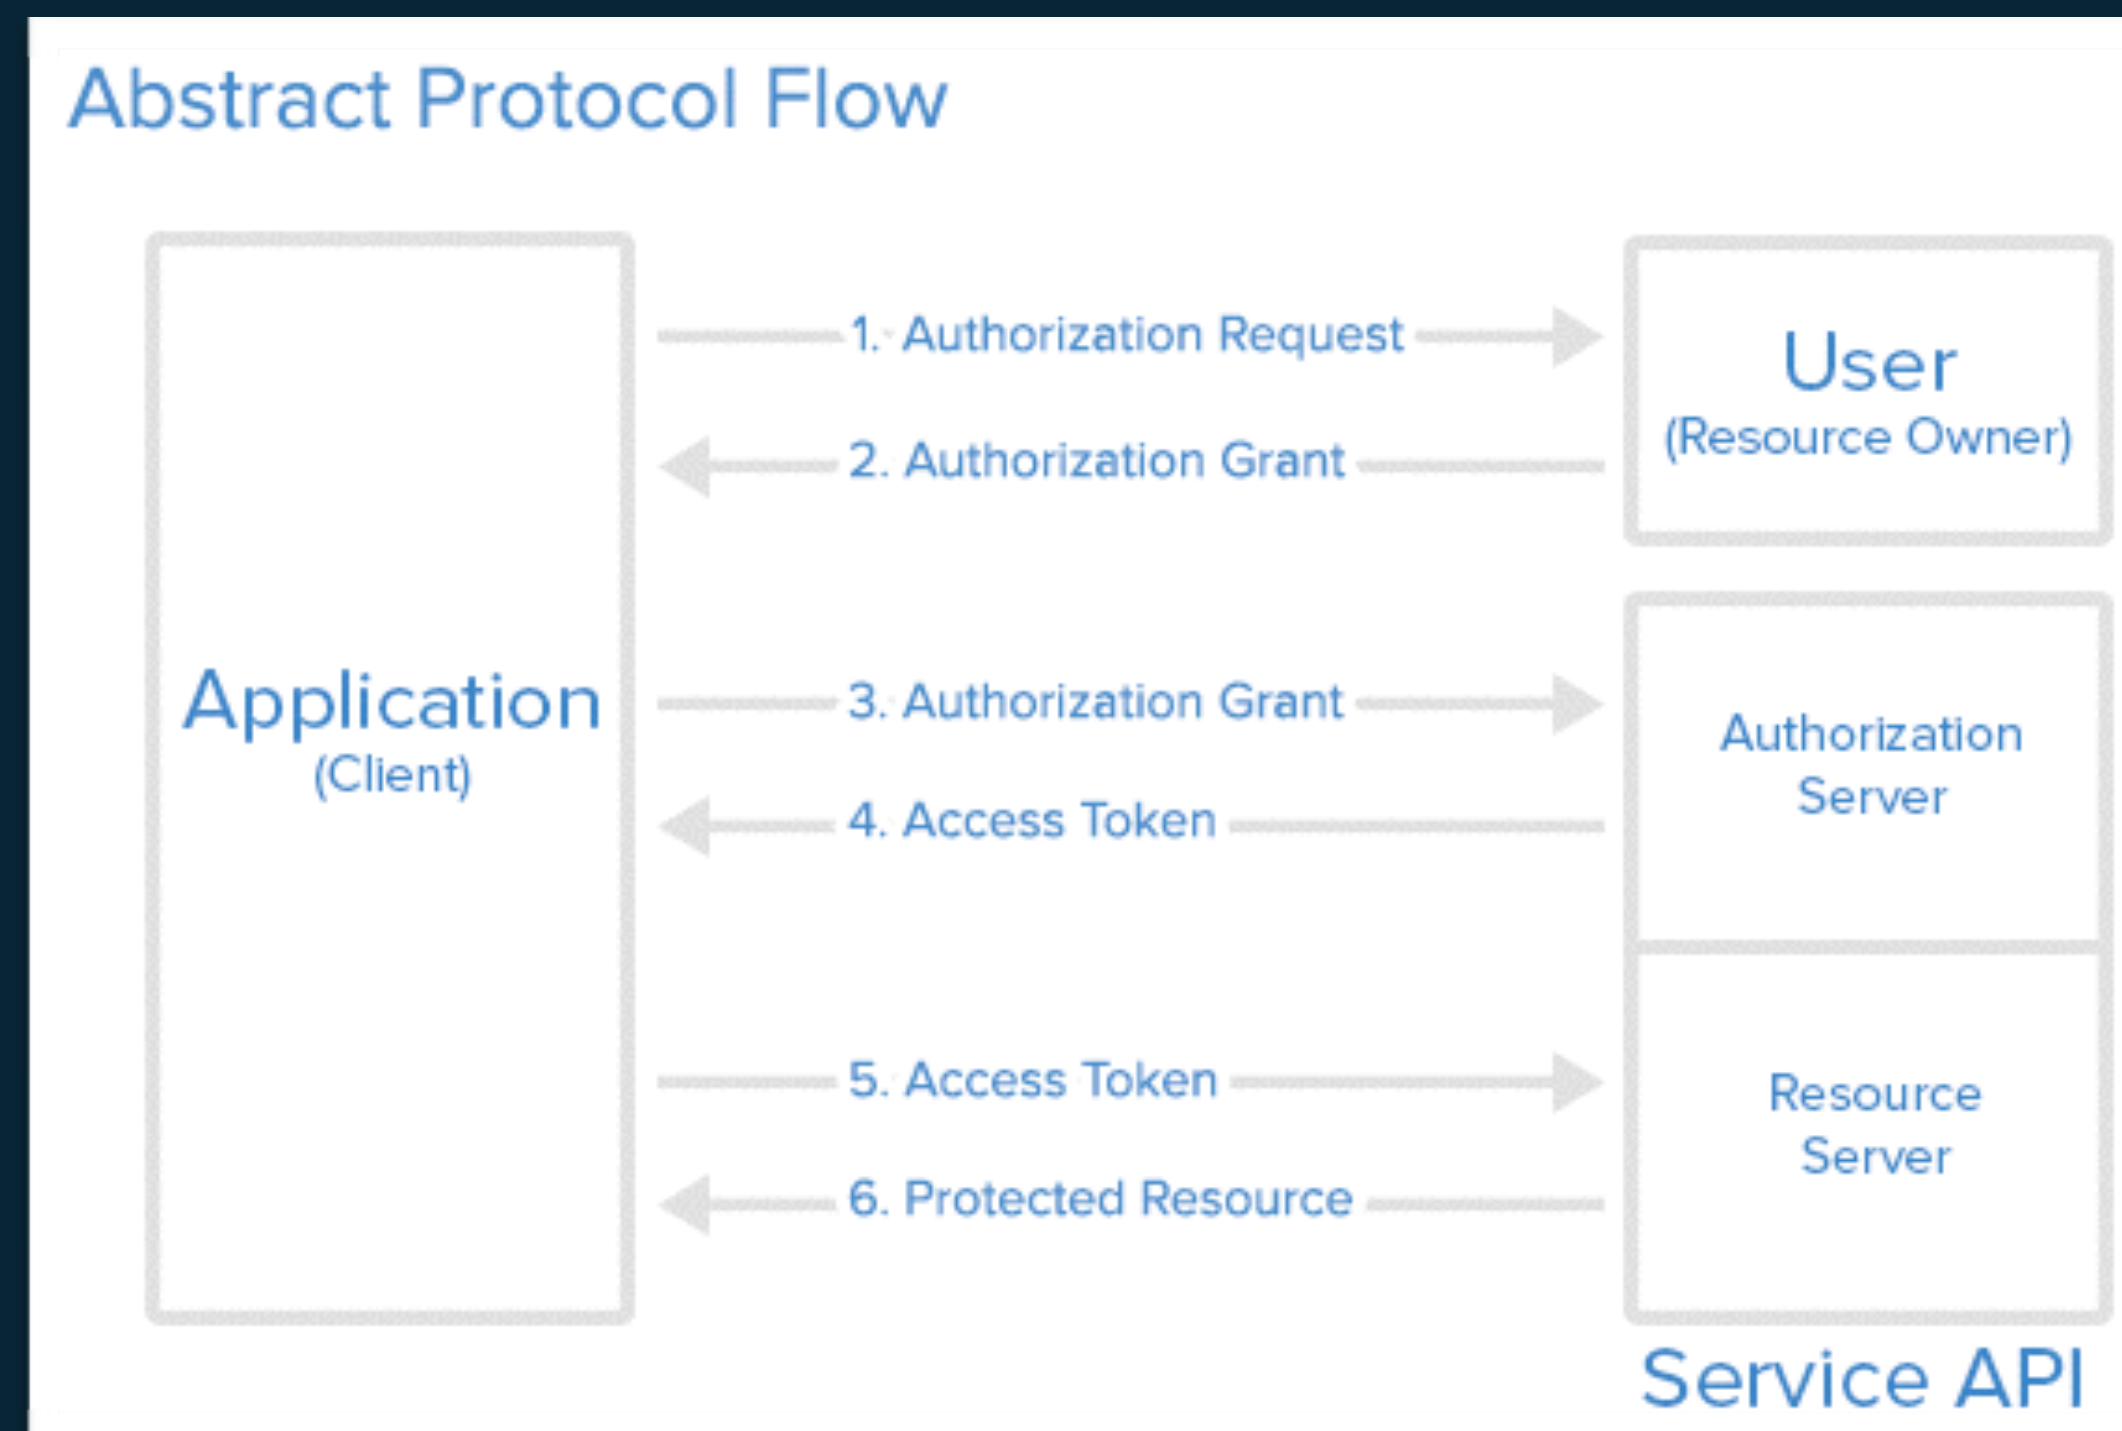 Abstract Protocol Flow
1. Authorization Request
User
(Resource Owner)
2. Authorization Grant
Application
(Client)
3. Authorization Grant
Authorization
Server
4. Access Token
5. Access Token
Resource
Server
6. Protected Resource
Service API